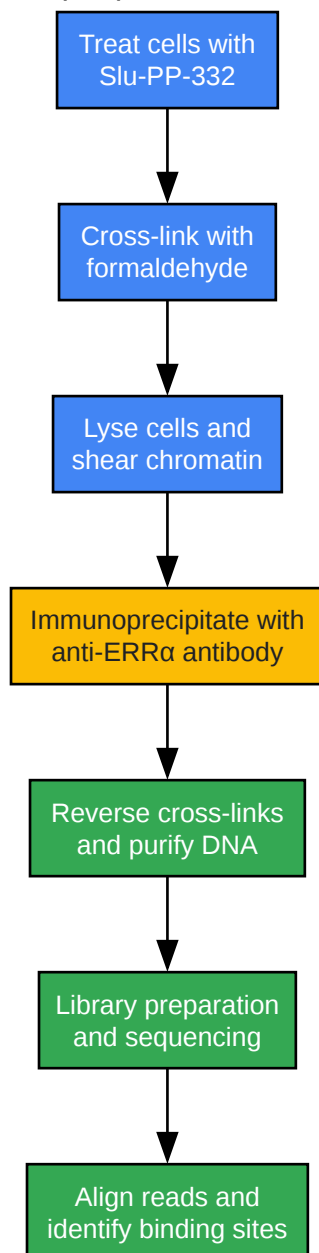 Treat cells with
Slu-PP-332
Cross-link with
formaldehyde
Lyse cells and
shear chromatin
Immunoprecipitate with
anti-ERRα antibody
Reverse cross-links
and purify DNA
Library preparation
and sequencing
Align reads and
identify binding sites